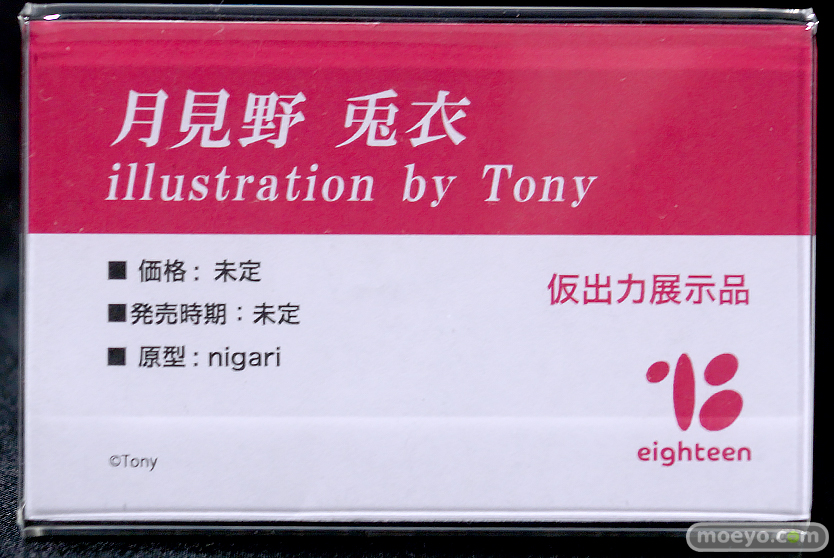 月見野 兎衣
illustration by Tony
■ 価格 : 未定
■発売時期 : 未定
■ 原型 : nigari
仮出力展示品
eighteen
©Tony
moeyo.com